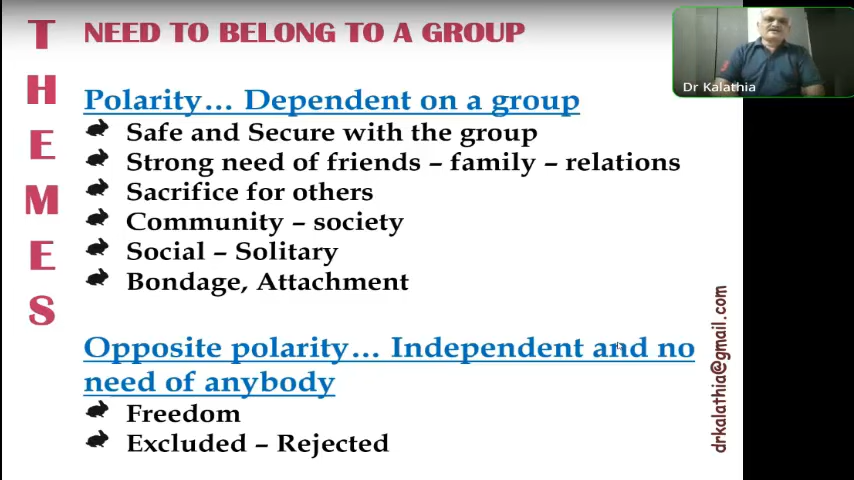 THEMES
NEED TO BELONG TO A GROUP
Polarity... Dependent on a group
Safe and Secure with the group
Strong need of friends – family – relations
Sacrifice for others
Community – society
Social – Solitary
Bondage, Attachment
Opposite polarity... Independent and no
need of anybody
Freedom
Excluded – Rejected
Dr Kalathia
drkalathia@gmail.com